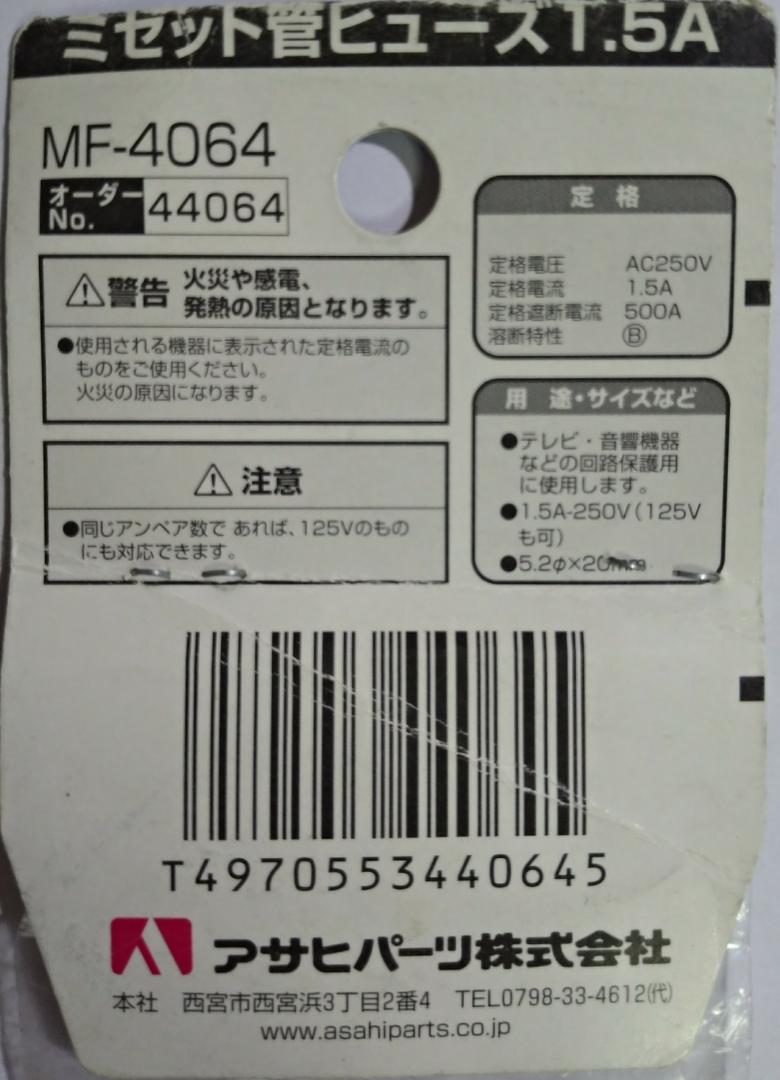 ミゼット管ヒューズ1.5A
MF-4064
オーダー
No.
44064
警告 火災や感電、
発熱の原因となります。
●使用される機器に表示された定格電流の
ものをご使用ください。
火災の原因になります。
注意
●同じアンペア数で あれば、125Vのもの
にも対応できます。
定格
定格電圧 AC250V
定格電流 1.5A
定格遮断電流 500A
溶断特性 Ⓑ
用 途・サイズなど
●テレビ・音響機器
などの回路保護用
に使用します。
●1.5A-250V(125V
も可)
●5.2φ×20mm
T4970553440645
アサヒパーツ株式会社
本社 西宮市西宮浜3丁目2番4 TEL0798-33-4612㈹
www.asahiparts.co.jp